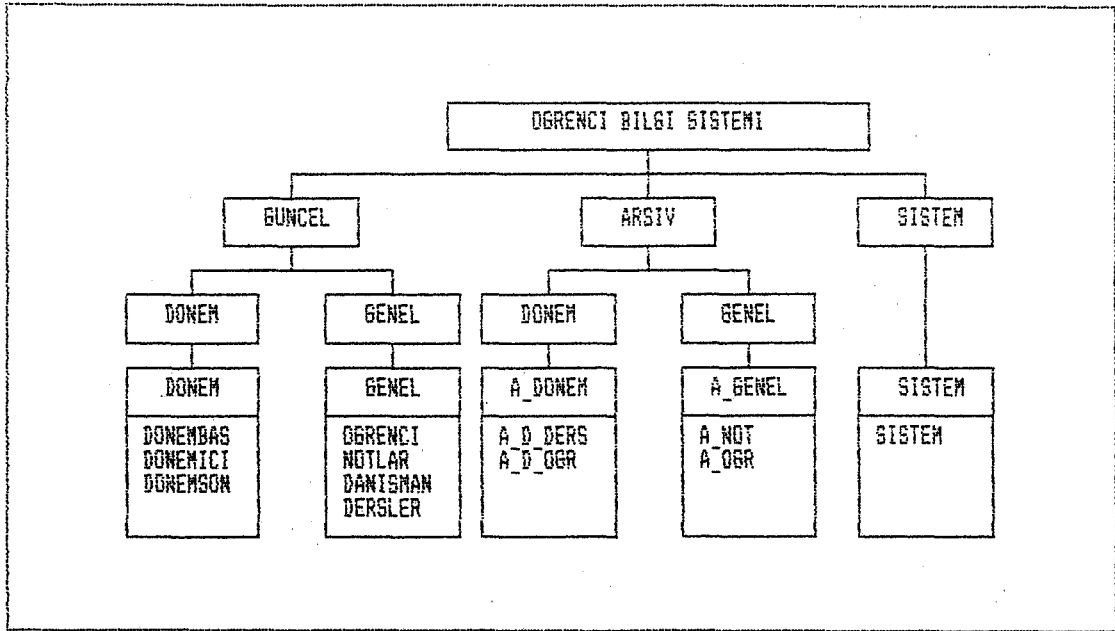 OGRENCI BILGI SISTEMI
GUNCEL
ARSIV
SISTEM
DONEM
GENEL
DONEM
GENEL
DONEM
DONEMBAS
DONEMICI
DONEMSON
GENEL
OGRENCI
NOTLAR
DANISMAN
DERSLER
A_DONEM
A_D_DERS
A_D_OGR
A_GENEL
A_NOT
A_OGR
SISTEM
SISTEM